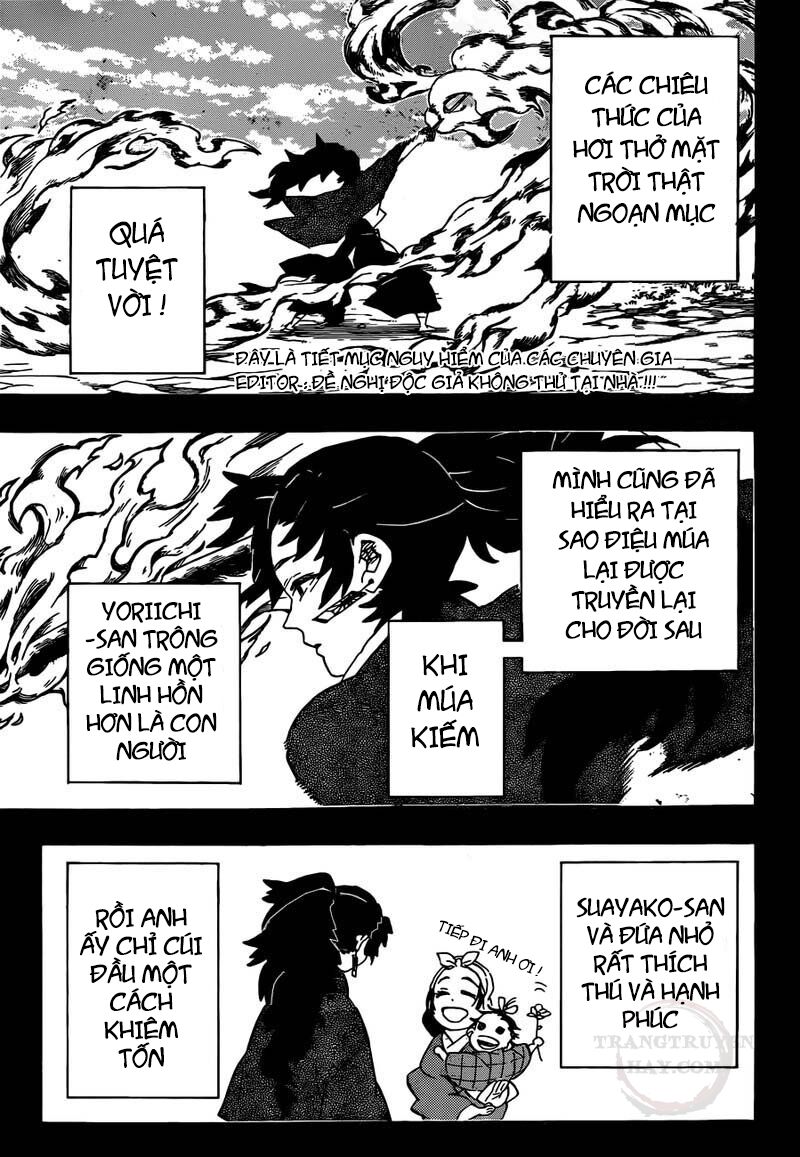 CÁC CHIÊU
THỨC CỦA
HƠI THỞ MẶT
TRỜI THẬT
NGOẠN MỤC
QUÁ
TUYỆT
VỜI !
ĐÂY LÀ TIẾT MỤC NGUY HIỂM CỦA CÁC CHUYÊN GIA
EDITOR , ĐỀ NGHỊ ĐỘC GIẢ KHÔNG THỬ TẠI NHÀ !!!
MÌNH CŨNG ĐÃ
HIỂU RA TẠI
SAO ĐIỆU MÚA
LẠI ĐƯỢC
TRUYỀN LẠI
CHO ĐỜI SAU
KHI
MÚA
KIẾM
YORIICHI
-SAN TRÔNG
GIỐNG MỘT
LINH HỒN
HƠN LÀ CON
NGƯỜI
SUAYAKO-SAN
VÀ ĐỨA NHỎ
RẤT THÍCH
THÚ VÀ HẠNH
PHÚC
TIẾP ĐI ANH ƠI !
RỒI ANH
ẤY CHỈ CÚI
ĐẦU MỘT
CÁCH
KHIÊM
TỐN
TRANGTRUYEN
HAY.COM